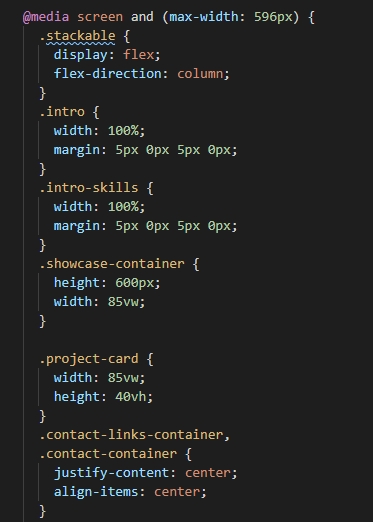 @media screen and (max-width: 596px) {
  .stackable {
    display: flex;
    flex-direction: column;
  }
  .intro {
    width: 100%;
    margin: 5px 0px 5px 0px;
  }
  .intro-skills {
    width: 100%;
    margin: 5px 0px 5px 0px;
  }
  .showcase-container {
    height: 600px;
    width: 85vw;
  }

  .project-card {
    width: 85vw;
    height: 40vh;
  }
  .contact-links-container,
  .contact-container {
    justify-content: center;
    align-items: center;
  }